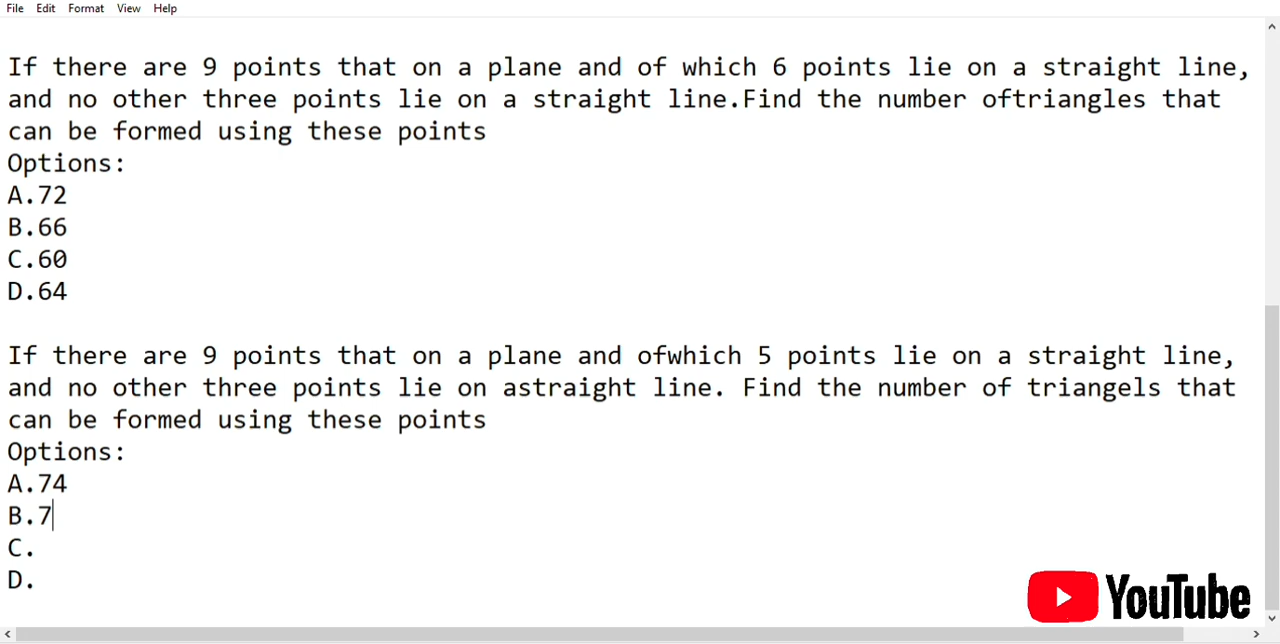 File Edit Format View Help
If there are 9 points that on a plane and of which 6 points lie on a straight line,
and no other three points lie on a straight line.Find the number oftriangles that
can be formed using these points
Options:
A.72
B.66
C.60
D.64
If there are 9 points that on a plane and ofwhich 5 points lie on a straight line,
and no other three points lie on astraight line. Find the number of triangels that
can be formed using these points
Options:
A.74
B.7
C.
D.
YouTube